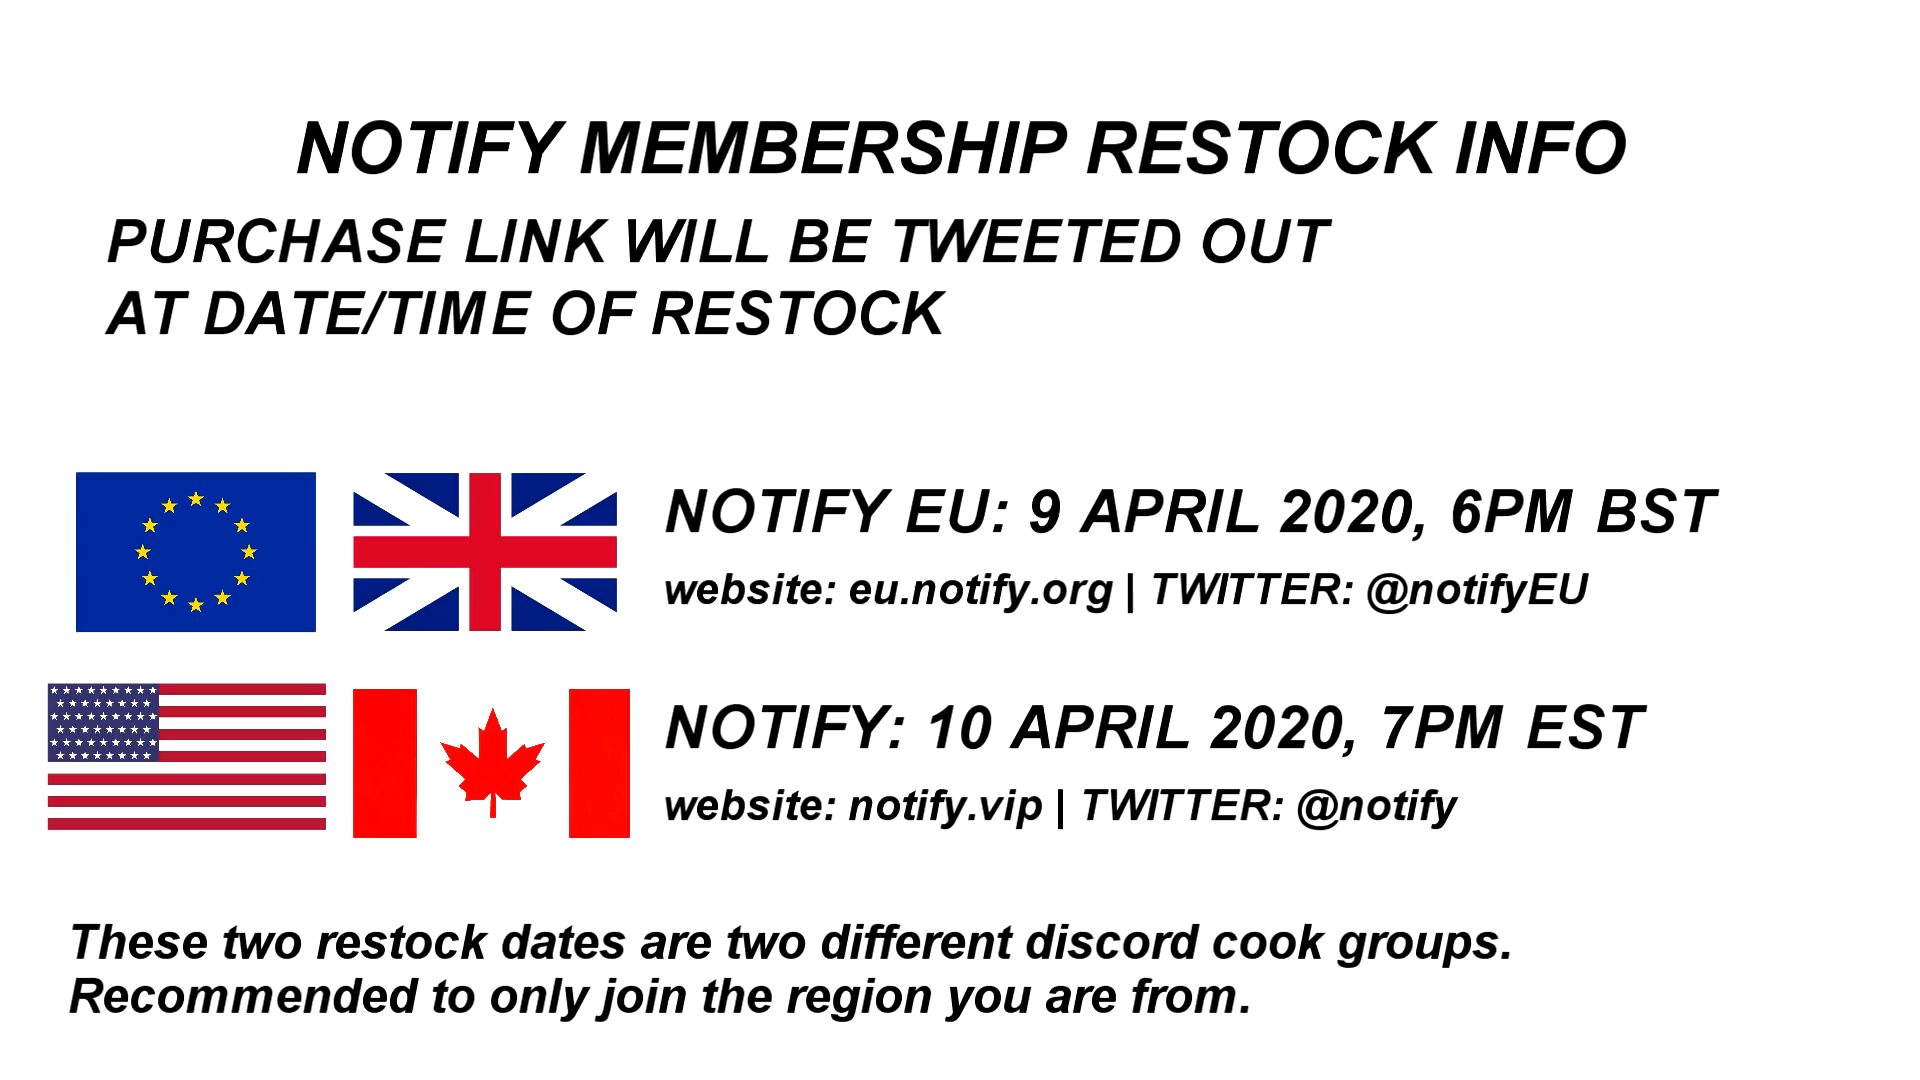 NOTIFY MEMBERSHIP RESTOCK INFO
PURCHASE LINK WILL BE TWEETED OUT
AT DATE/TIME OF RESTOCK
NOTIFY EU: 9 APRIL 2020, 6PM BST
website: eu.notify.org | TWITTER: @notifyEU
NOTIFY: 10 APRIL 2020, 7PM EST
website: notify.vip | TWITTER: @notify
These two restock dates are two different discord cook groups.
Recommended to only join the region you are from.